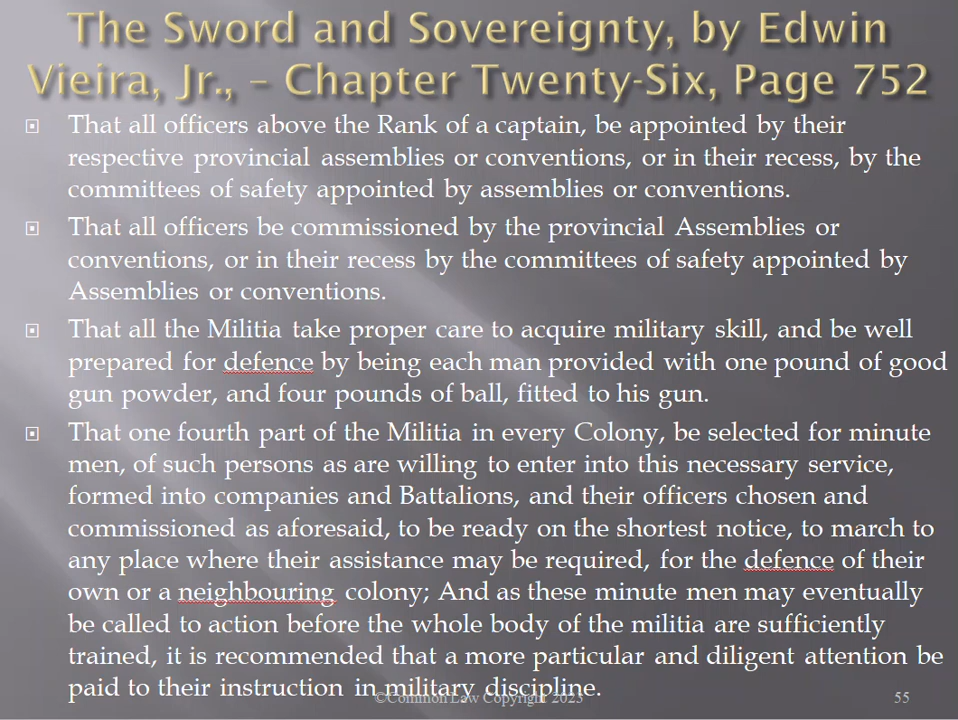 The Sword and Sovereignty, by Edwin
Vieira, Jr., – Chapter Twenty-Six, Page 752
That all officers above the Rank of a captain, be appointed by their
respective provincial assemblies or conventions, or in their recess, by the
committees of safety appointed by assemblies or conventions.
That all officers be commissioned by the provincial Assemblies or
conventions, or in their recess by the committees of safety appointed by
Assemblies or conventions.
That all the Militia take proper care to acquire military skill, and be well
prepared for defence by being each man provided with one pound of good
gun powder, and four pounds of ball, fitted to his gun.
That one fourth part of the Militia in every Colony, be selected for minute
men, of such persons as are willing to enter into this necessary service,
formed into companies and Battalions, and their officers chosen and
commissioned as aforesaid, to be ready on the shortest notice, to march to
any place where their assistance may be required, for the defence of their
own or a neighbouring colony; And as these minute men may eventually
be called to action before the whole body of the militia are sufficiently
trained, it is recommended that a more particular and diligent attention be
paid to their instruction in military discipline.
©Common Law Copyright 2023
55